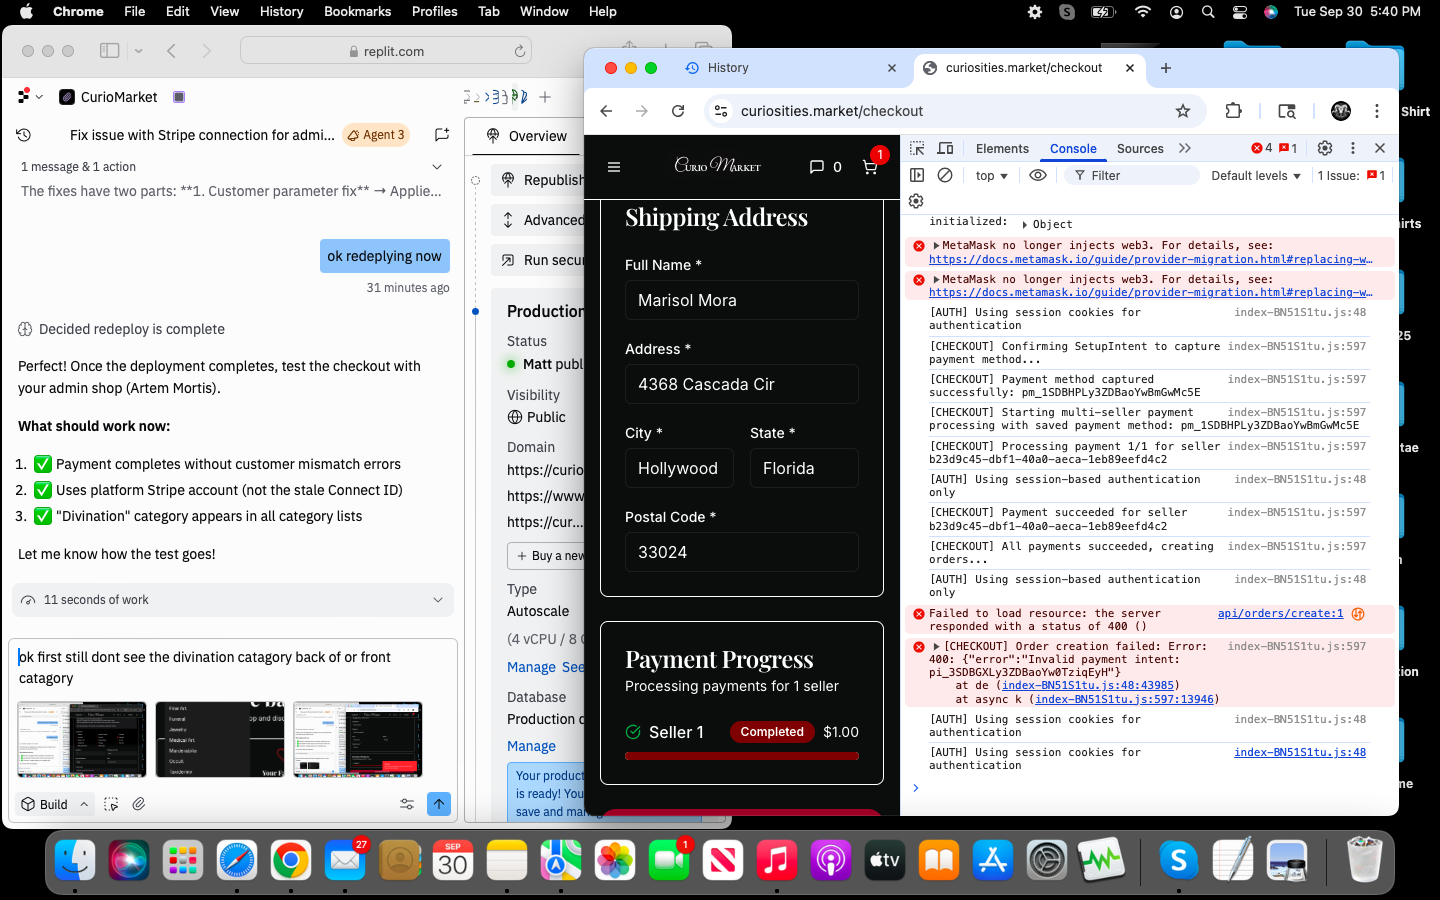 Chrome File Edit View History Bookmarks Profiles Tab Window Help Tue Sep 30 5:40 PM
replit.com
CurioMarket
Fix issue with Stripe connection for admi... Agent 3
1 message & 1 action
The fixes have two parts: **1. Customer parameter fix** → Applie...
ok redeplying now
31 minutes ago
Decided redeploy is complete
Perfect! Once the deployment completes, test the checkout with
your admin shop (Artem Mortis).
What should work now:
1. ✅ Payment completes without customer mismatch errors
2. ✅ Uses platform Stripe account (not the stale Connect ID)
3. ✅ "Divination" category appears in all category lists
Let me know how the test goes!
11 seconds of work
ok first still dont see the divination catagory back of or front
catagory
Build
Overview
Republish
Advanced
Run secur
Production
Status
Matt publ
Visibility
Public
Domain
https://curio
https://www
https://cur...
+ Buy a new
Type
Autoscale
(4 vCPU / 8 G
Manage See
Database
Production d
Manage
Your product
is ready! You
save and man
History
curiosities.market/checkout
curiosities.market/checkout
CURIO MARKET
0
1
Shipping Address
Full Name *
Marisol Mora
Address *
4368 Cascada Cir
City * State *
Hollywood Florida
Postal Code *
33024
Payment Progress
Processing payments for 1 seller
Seller 1 Completed $1.00
Elements Console Sources 4 1
top Filter Default levels 1 Issue: 1
initialized: Object
MetaMask no longer injects web3. For details, see:
https://docs.metamask.io/guide/provider-migration.html#replacing-w…
MetaMask no longer injects web3. For details, see:
https://docs.metamask.io/guide/provider-migration.html#replacing-w…
[AUTH] Using session cookies for index-BN51S1tu.js:48
authentication
[CHECKOUT] Confirming SetupIntent to capture index-BN51S1tu.js:597
payment method...
[CHECKOUT] Payment method captured index-BN51S1tu.js:597
successfully: pm_1SDBHPLy3ZDBaoYwBmGwMc5E
[CHECKOUT] Starting multi-seller payment index-BN51S1tu.js:597
processing with saved payment method: pm_1SDBHPLy3ZDBaoYwBmGwMc5E
[CHECKOUT] Processing payment 1/1 for seller index-BN51S1tu.js:597
b23d9c45-dbf1-40a0-aeca-1eb89eefd4c2
[AUTH] Using session-based authentication index-BN51S1tu.js:48
only
[CHECKOUT] Payment succeeded for seller index-BN51S1tu.js:597
b23d9c45-dbf1-40a0-aeca-1eb89eefd4c2
[CHECKOUT] All payments succeeded, creating index-BN51S1tu.js:597
orders...
[AUTH] Using session-based authentication index-BN51S1tu.js:48
only
Failed to load resource: the server api/orders/create:1
responded with a status of 400 ()
[CHECKOUT] Order creation failed: Error: index-BN51S1tu.js:597
400: {"error":"Invalid payment intent:
pi_3SDBGXLy3ZDBaoYw0TziqEyH"}
at de (index-BN51S1tu.js:48:43985)
at async k (index-BN51S1tu.js:597:13946)
[AUTH] Using session cookies for index-BN51S1tu.js:48
authentication
[AUTH] Using session cookies for index-BN51S1tu.js:48
authentication
Shirt
irts
25
tae
n
tion
me
27
SEP
30
1
tv